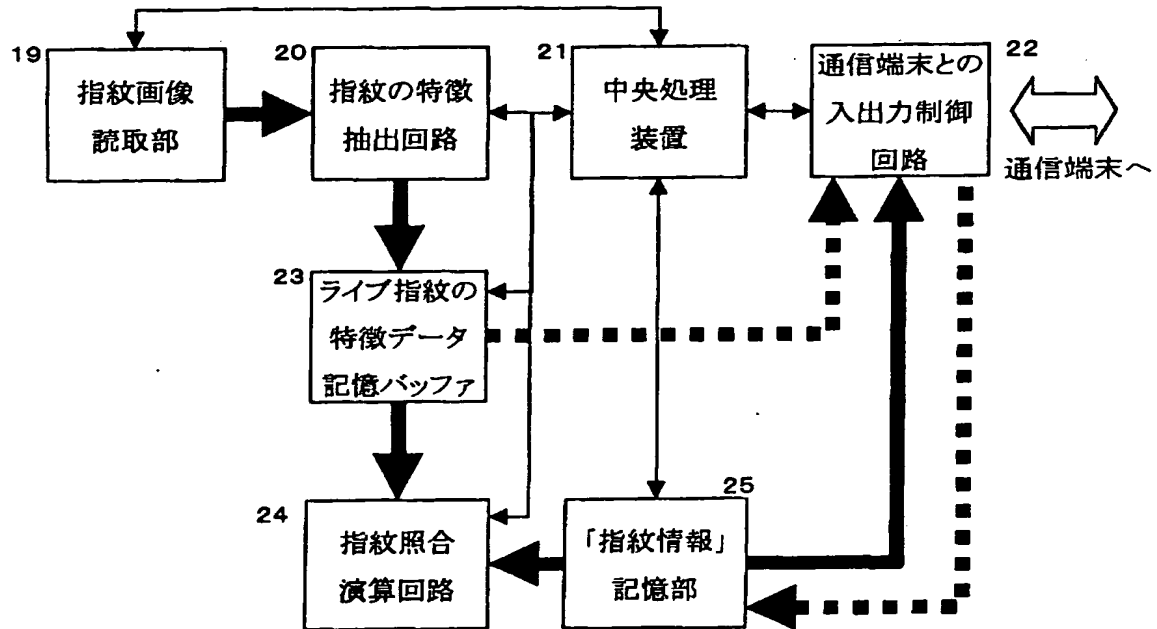 19
指紋画像
読取部
20
指紋の特徴
抽出回路
21
中央処理
装置
22
通信端末との
入出力制御
回路
通信端末へ
23
ライブ指紋の
特徴データ
記憶バッファ
24
指紋照合
演算回路
25
「指紋情報」
記憶部